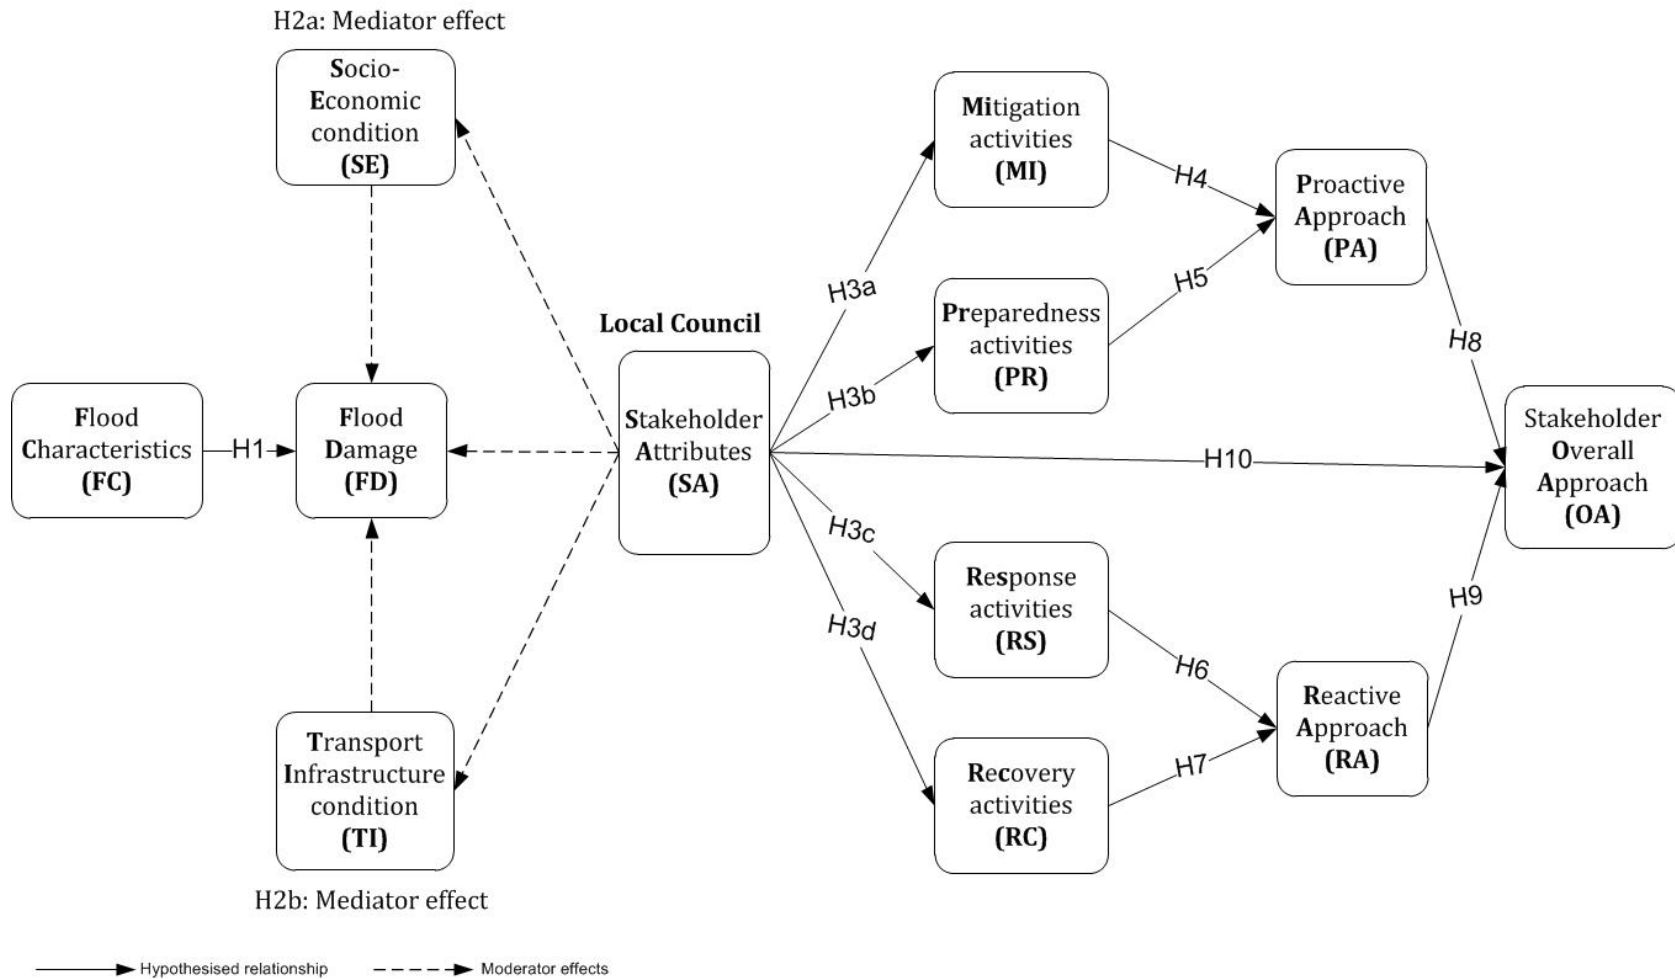 H2a: Mediator effect
Socio-
Economic
condition
(SE)
Mitigation
activities
(MI)
H4
Proactive
Approach
(PA)
H3a
H5
Preparedness
activities
(PR)
H3b
H8
Local Council
Flood
Characteristics
(FC)
H1
Flood
Damage
(FD)
Stakeholder
Attributes
(SA)
H10
Stakeholder
Overall
Approach
(OA)
H3c
Response
activities
(RS)
H3d
H6
H9
Transport
Infrastructure
condition
(TI)
Recovery
activities
(RC)
H7
Reactive
Approach
(RA)
H2b: Mediator effect
Hypothesised relationship
Moderator effects